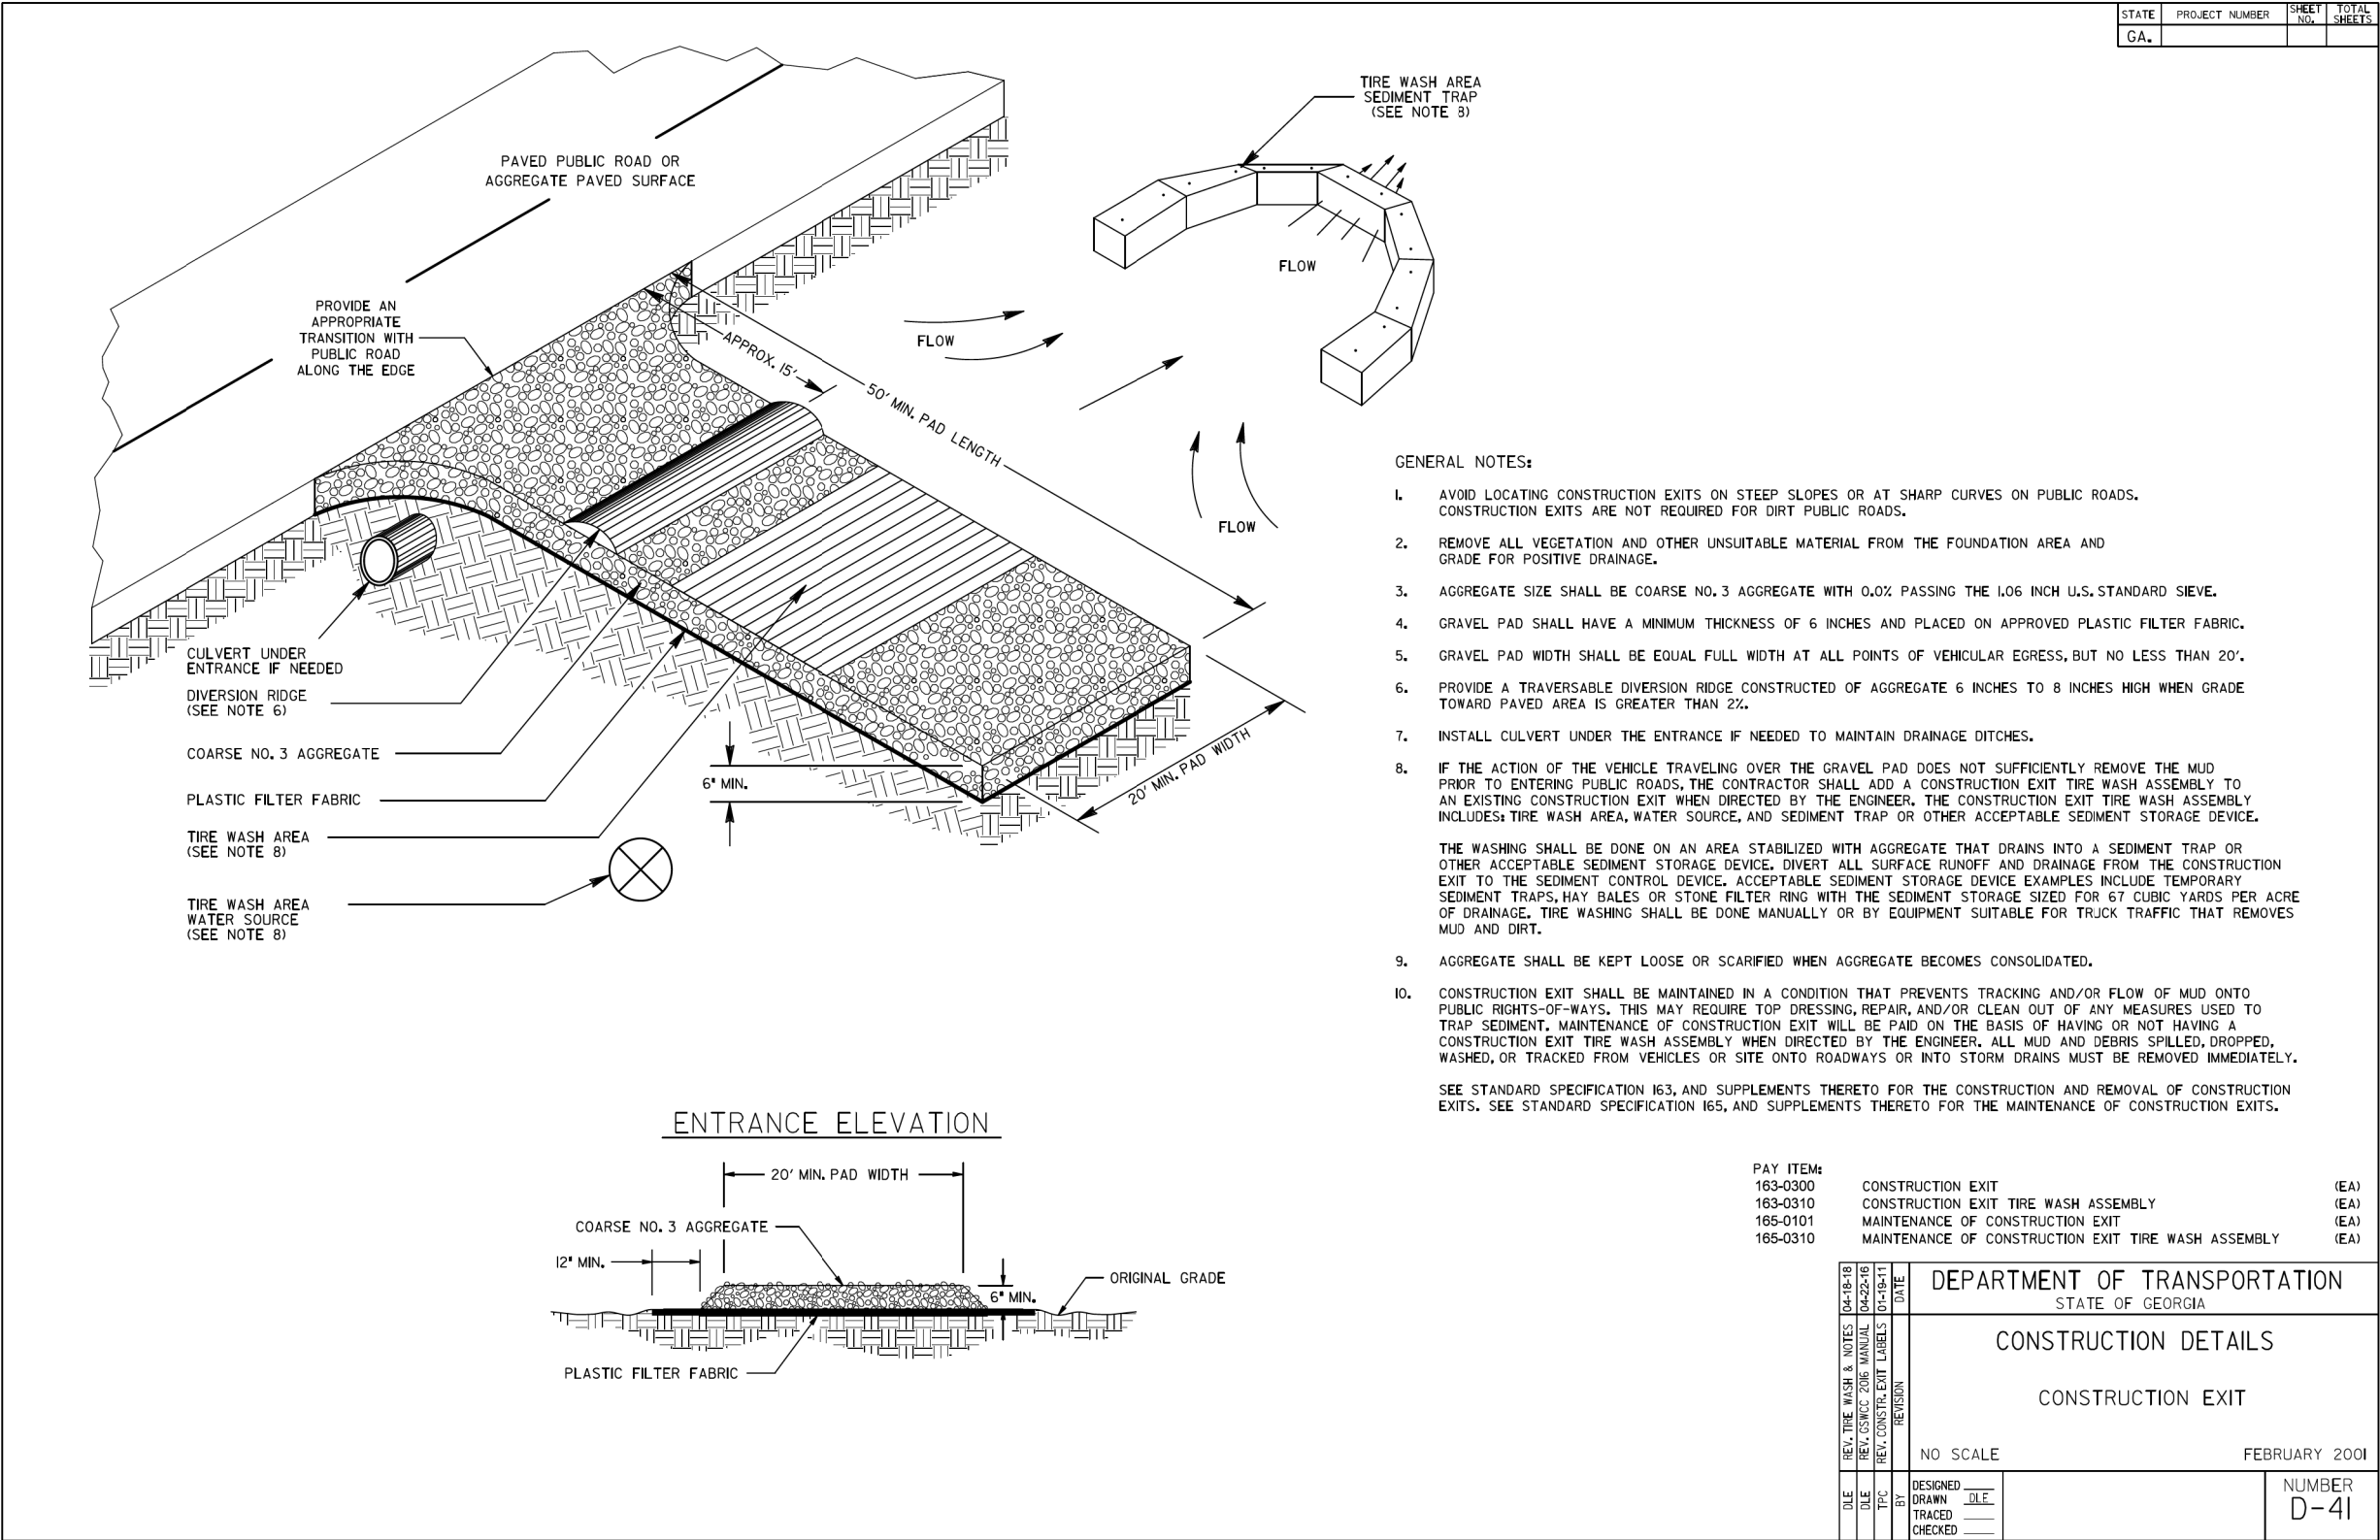 STATE PROJECT NUMBER SHEET NO. TOTAL SHEETS
GA.
TIRE WASH AREA
SEDIMENT TRAP
(SEE NOTE 8)
PAVED PUBLIC ROAD OR
AGGREGATE PAVED SURFACE
PROVIDE AN
APPROPRIATE
TRANSITION WITH
PUBLIC ROAD
ALONG THE EDGE
FLOW
FLOW
FLOW
APPROX. 15'
50' MIN. PAD LENGTH
20' MIN. PAD WIDTH
6" MIN.
CULVERT UNDER
ENTRANCE IF NEEDED
DIVERSION RIDGE
(SEE NOTE 6)
COARSE NO. 3 AGGREGATE
PLASTIC FILTER FABRIC
TIRE WASH AREA
(SEE NOTE 8)
TIRE WASH AREA
WATER SOURCE
(SEE NOTE 8)
GENERAL NOTES:
1. AVOID LOCATING CONSTRUCTION EXITS ON STEEP SLOPES OR AT SHARP CURVES ON PUBLIC ROADS.
CONSTRUCTION EXITS ARE NOT REQUIRED FOR DIRT PUBLIC ROADS.
2. REMOVE ALL VEGETATION AND OTHER UNSUITABLE MATERIAL FROM THE FOUNDATION AREA AND
GRADE FOR POSITIVE DRAINAGE.
3. AGGREGATE SIZE SHALL BE COARSE NO. 3 AGGREGATE WITH 0.0% PASSING THE 1.06 INCH U.S. STANDARD SIEVE.
4. GRAVEL PAD SHALL HAVE A MINIMUM THICKNESS OF 6 INCHES AND PLACED ON APPROVED PLASTIC FILTER FABRIC.
5. GRAVEL PAD WIDTH SHALL BE EQUAL FULL WIDTH AT ALL POINTS OF VEHICULAR EGRESS, BUT NO LESS THAN 20'.
6. PROVIDE A TRAVERSABLE DIVERSION RIDGE CONSTRUCTED OF AGGREGATE 6 INCHES TO 8 INCHES HIGH WHEN GRADE
TOWARD PAVED AREA IS GREATER THAN 2%.
7. INSTALL CULVERT UNDER THE ENTRANCE IF NEEDED TO MAINTAIN DRAINAGE DITCHES.
8. IF THE ACTION OF THE VEHICLE TRAVELING OVER THE GRAVEL PAD DOES NOT SUFFICIENTLY REMOVE THE MUD
PRIOR TO ENTERING PUBLIC ROADS, THE CONTRACTOR SHALL ADD A CONSTRUCTION EXIT TIRE WASH ASSEMBLY TO
AN EXISTING CONSTRUCTION EXIT WHEN DIRECTED BY THE ENGINEER. THE CONSTRUCTION EXIT TIRE WASH ASSEMBLY
INCLUDES: TIRE WASH AREA, WATER SOURCE, AND SEDIMENT TRAP OR OTHER ACCEPTABLE SEDIMENT STORAGE DEVICE.
THE WASHING SHALL BE DONE ON AN AREA STABILIZED WITH AGGREGATE THAT DRAINS INTO A SEDIMENT TRAP OR
OTHER ACCEPTABLE SEDIMENT STORAGE DEVICE. DIVERT ALL SURFACE RUNOFF AND DRAINAGE FROM THE CONSTRUCTION
EXIT TO THE SEDIMENT CONTROL DEVICE. ACCEPTABLE SEDIMENT STORAGE DEVICE EXAMPLES INCLUDE TEMPORARY
SEDIMENT TRAPS, HAY BALES OR STONE FILTER RING WITH THE SEDIMENT STORAGE SIZED FOR 67 CUBIC YARDS PER ACRE
OF DRAINAGE. TIRE WASHING SHALL BE DONE MANUALLY OR BY EQUIPMENT SUITABLE FOR TRUCK TRAFFIC THAT REMOVES
MUD AND DIRT.
9. AGGREGATE SHALL BE KEPT LOOSE OR SCARIFIED WHEN AGGREGATE BECOMES CONSOLIDATED.
10. CONSTRUCTION EXIT SHALL BE MAINTAINED IN A CONDITION THAT PREVENTS TRACKING AND/OR FLOW OF MUD ONTO
PUBLIC RIGHTS-OF-WAYS. THIS MAY REQUIRE TOP DRESSING, REPAIR, AND/OR CLEAN OUT OF ANY MEASURES USED TO
TRAP SEDIMENT. MAINTENANCE OF CONSTRUCTION EXIT WILL BE PAID ON THE BASIS OF HAVING OR NOT HAVING A
CONSTRUCTION EXIT TIRE WASH ASSEMBLY WHEN DIRECTED BY THE ENGINEER. ALL MUD AND DEBRIS SPILLED, DROPPED,
WASHED, OR TRACKED FROM VEHICLES OR SITE ONTO ROADWAYS OR INTO STORM DRAINS MUST BE REMOVED IMMEDIATELY.
SEE STANDARD SPECIFICATION 163, AND SUPPLEMENTS THERETO FOR THE CONSTRUCTION AND REMOVAL OF CONSTRUCTION
EXITS. SEE STANDARD SPECIFICATION 165, AND SUPPLEMENTS THERETO FOR THE MAINTENANCE OF CONSTRUCTION EXITS.
ENTRANCE ELEVATION
20' MIN. PAD WIDTH
COARSE NO. 3 AGGREGATE
12" MIN.
6" MIN.
ORIGINAL GRADE
PLASTIC FILTER FABRIC
PAY ITEM:
163-0300 CONSTRUCTION EXIT (EA)
163-0310 CONSTRUCTION EXIT TIRE WASH ASSEMBLY (EA)
165-0101 MAINTENANCE OF CONSTRUCTION EXIT (EA)
165-0310 MAINTENANCE OF CONSTRUCTION EXIT TIRE WASH ASSEMBLY (EA)
DLE REV. TIRE WASH & NOTES 04-18-18
DLE REV. GSWCC 2016 MANUAL 04-22-16
TPC REV. CONSTR. EXIT LABELS 01-19-11
BY REVISION DATE
DEPARTMENT OF TRANSPORTATION
STATE OF GEORGIA
CONSTRUCTION DETAILS
CONSTRUCTION EXIT
NO SCALE FEBRUARY 2001
DESIGNED
DRAWN DLE
TRACED
CHECKED
NUMBER
D-41